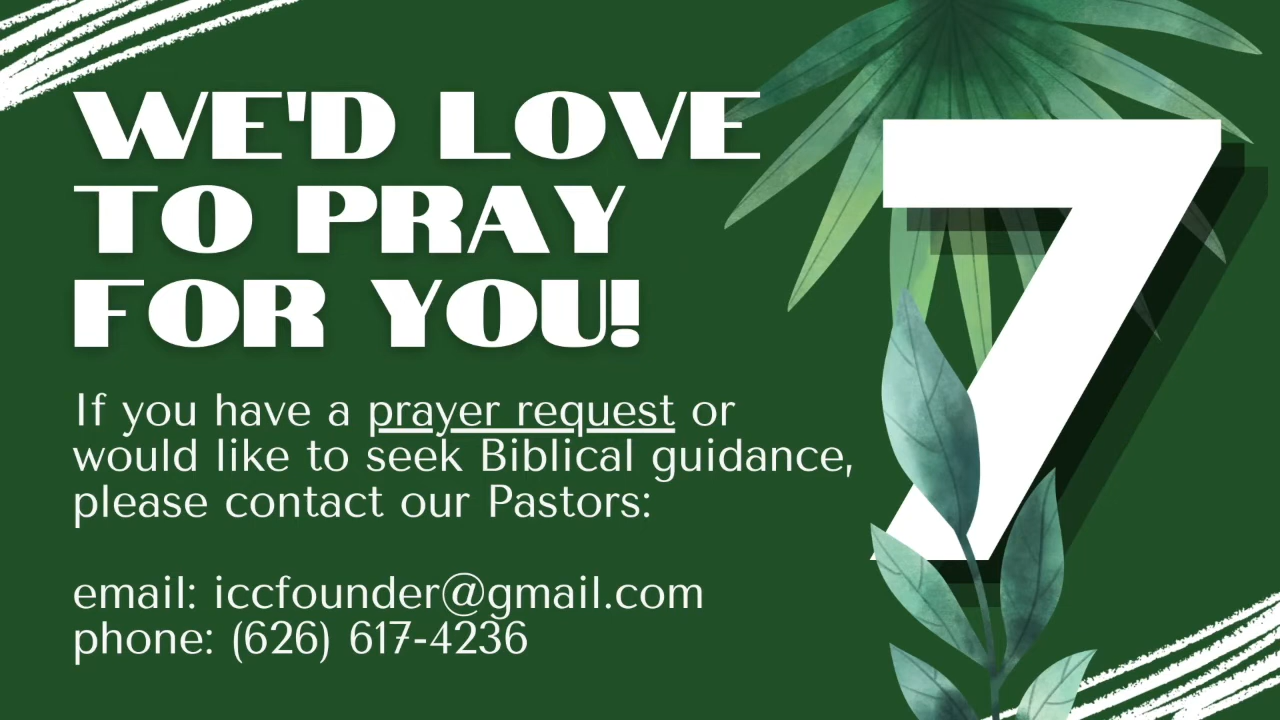 WE'D LOVE
TO PRAY
FOR YOU!
7
If you have a prayer request or
would like to seek Biblical guidance,
please contact our Pastors:
email: iccfounder@gmail.com
phone: (626) 617-4236